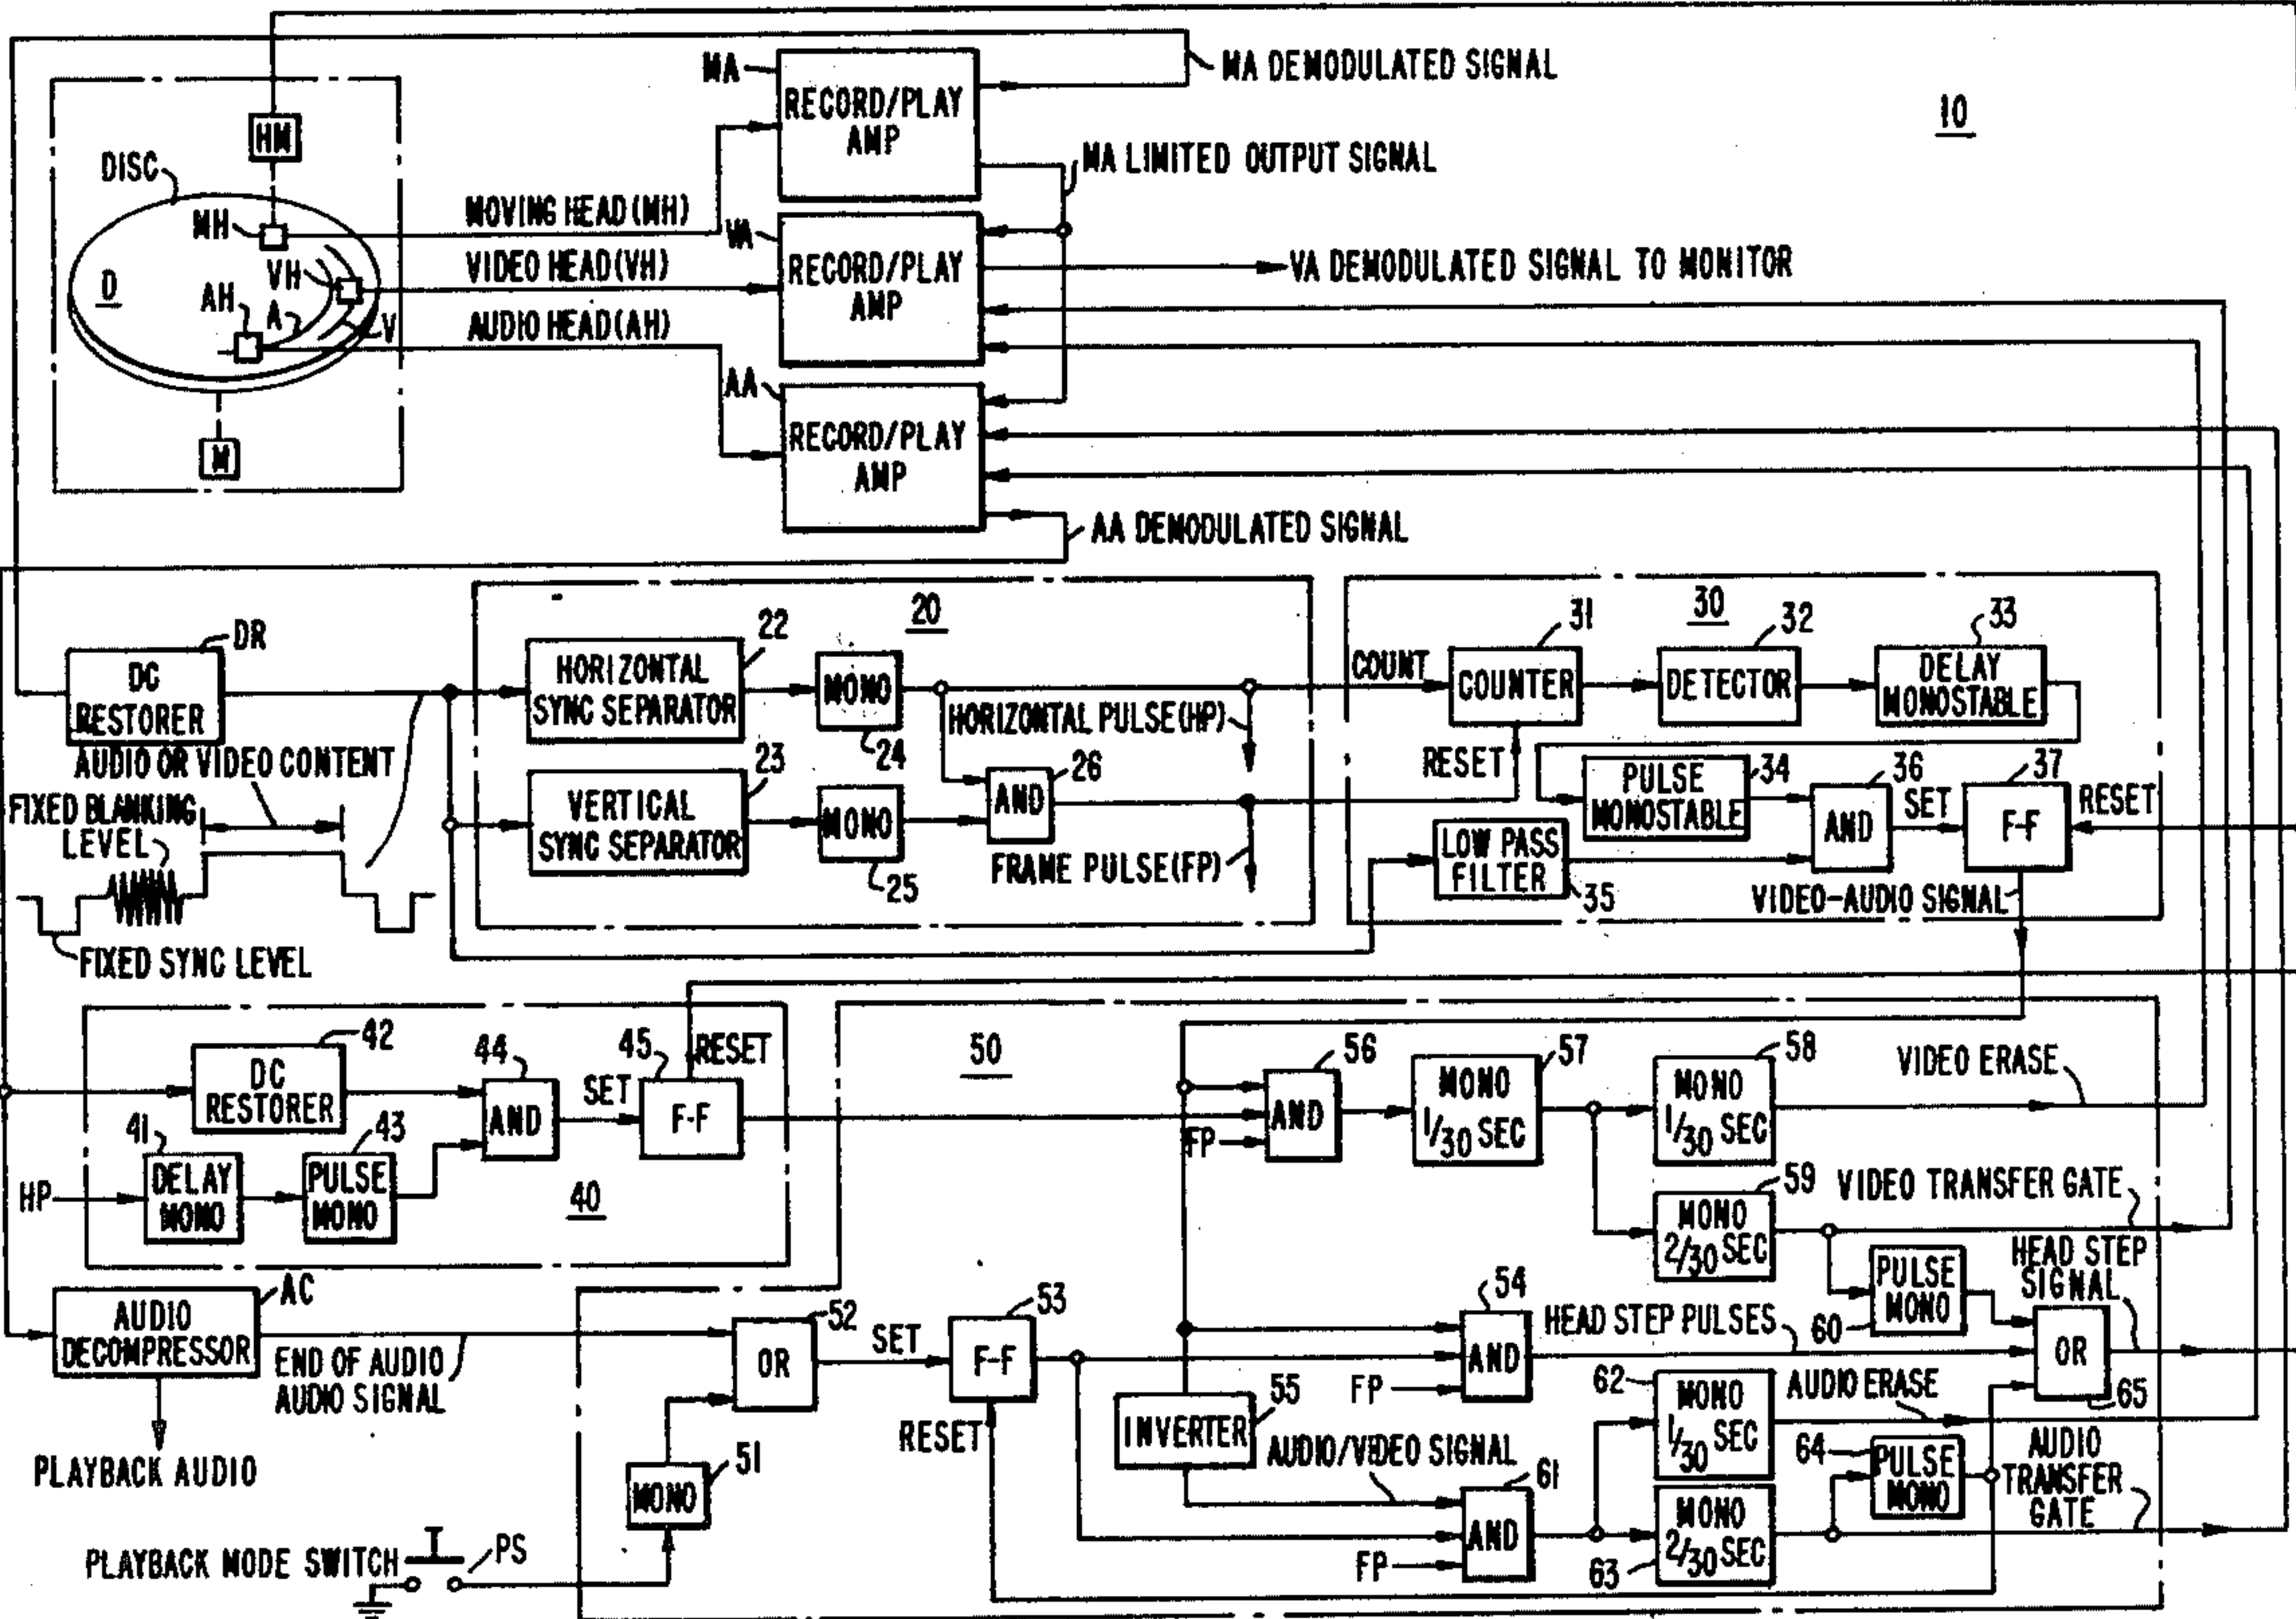 MA
RECORD/PLAY
AMP
MA DEMODULATED SIGNAL
10
HM
DISC
MA LIMITED OUTPUT SIGNAL
MH
MOVING HEAD (MH)
VA
D
VH
VIDEO HEAD (VH)
RECORD/PLAY
AMP
VA DEMODULATED SIGNAL TO MONITOR
AH
A
V
AUDIO HEAD (AH)
AA
RECORD/PLAY
AMP
M
AA DEMODULATED SIGNAL
DR
DC
RESTORER
20
22
HORIZONTAL
SYNC SEPARATOR
MONO
24
HORIZONTAL PULSE (HP)
23
VERTICAL
SYNC SEPARATOR
MONO
25
26
AND
FRAME PULSE (FP)
30
COUNT
31
COUNTER
32
DETECTOR
33
DELAY
MONOSTABLE
RESET
PULSE
MONOSTABLE
34
36
AND
SET
37
F-F
RESET
LOW PASS
FILTER
35
VIDEO-AUDIO SIGNAL
AUDIO OR VIDEO CONTENT
FIXED BLANKING
LEVEL
FIXED SYNC LEVEL
42
DC
RESTORER
44
AND
SET
45
RESET
F-F
41
HP
DELAY
MONO
43
PULSE
MONO
40
50
56
AND
FP
57
MONO
1/30 SEC
58
MONO
1/30 SEC
VIDEO ERASE
59
MONO
2/30 SEC
VIDEO TRANSFER GATE
PULSE
MONO
60
HEAD STEP
SIGNAL
AC
AUDIO
DECOMPRESSOR
END OF AUDIO
AUDIO SIGNAL
PLAYBACK AUDIO
52
OR
SET
53
F-F
RESET
54
AND
FP
HEAD STEP PULSES
OR
65
INVERTER
55
AUDIO/VIDEO SIGNAL
62
MONO
1/30 SEC
AUDIO ERASE
64
PULSE
MONO
AUDIO
TRANSFER
GATE
61
AND
FP
MONO
2/30 SEC
63
MONO
51
PLAYBACK MODE SWITCH
PS